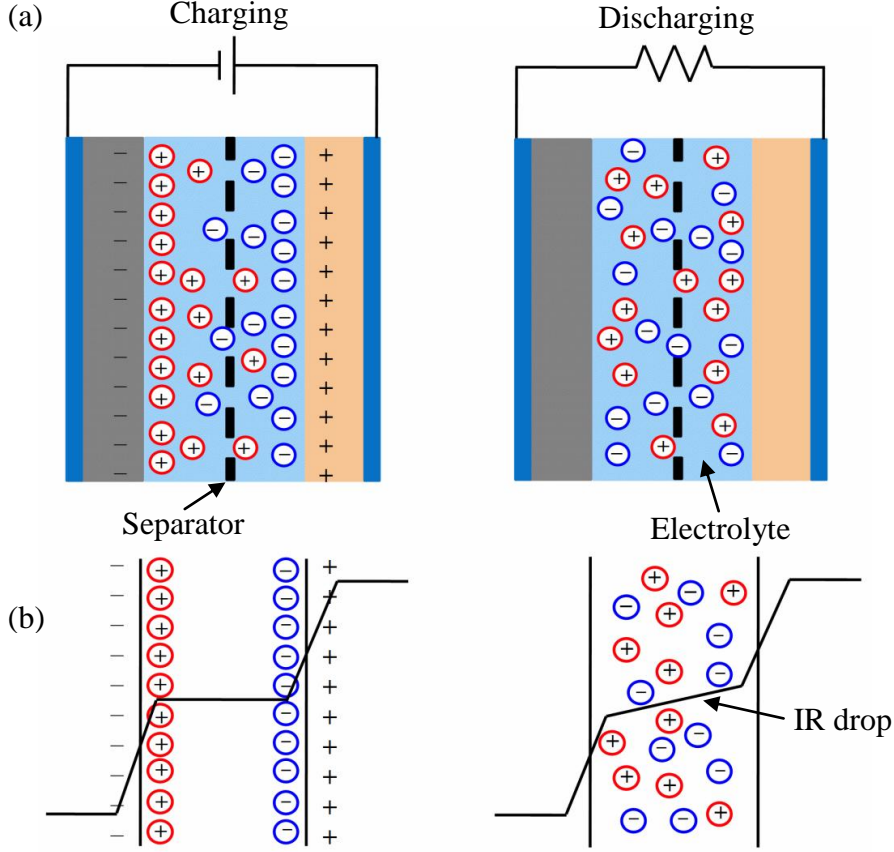 (a)
Charging
Discharging
Separator
Electrolyte
(b)
IR drop